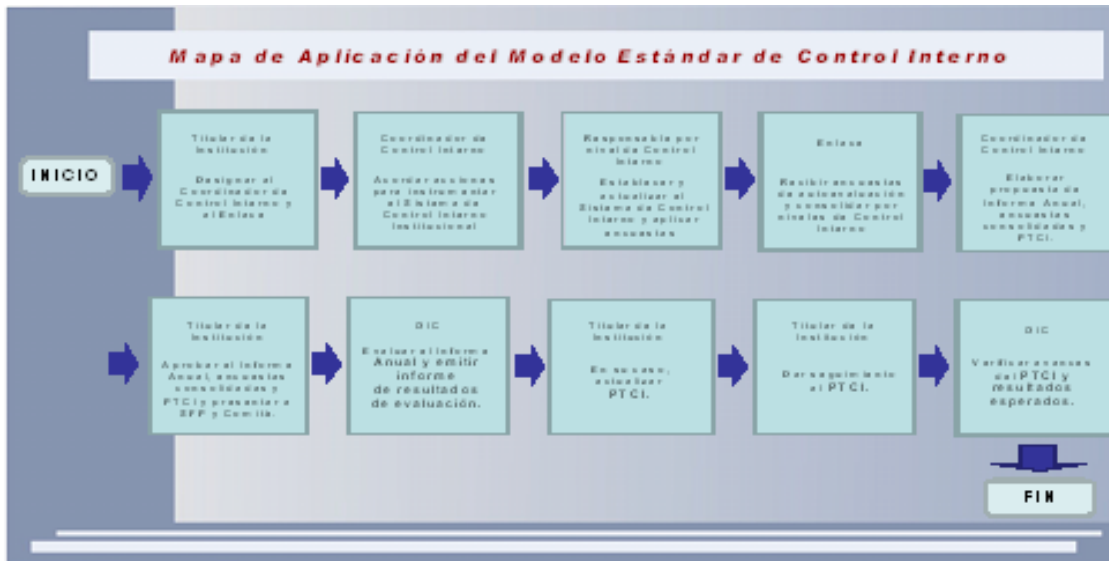 Mapa de Aplicación del Modelo Estándar de Control Interno
INICIO
Titular de la
Institución
Designar al
Coordinador de
Control Interno y
al Enlace
Coordinador de
Control Interno
Acordar acciones
para instrumentar
el Sistema de
Control Interno
Institucional
Responsable por
nivel de Control
Interno
Establecer y
actualizar el
Sistema de Control
Interno y aplicar
encuestas
Enlace
Recibir encuestas
de autoevaluación
y consolidar por
niveles de Control
Interno
Coordinador de
Control Interno
Elaborar
propuesta de
Informe Anual,
encuestas
consolidadas y
PTCI.
Titular de la
Institución
Aprobar el Informe
Anual, encuestas
consolidadas y
PTCI y presentar a
SFP y Comité.
OIC
Evaluar el Informe
Anual y emitir
informe
de resultados
de evaluación.
Titular de la
Institución
En su caso,
actualizar
PTCI.
Titular de la
Institución
Dar seguimiento
al PTCI.
OIC
Verificar avances
del PTCI y
resultados
esperados.
FIN